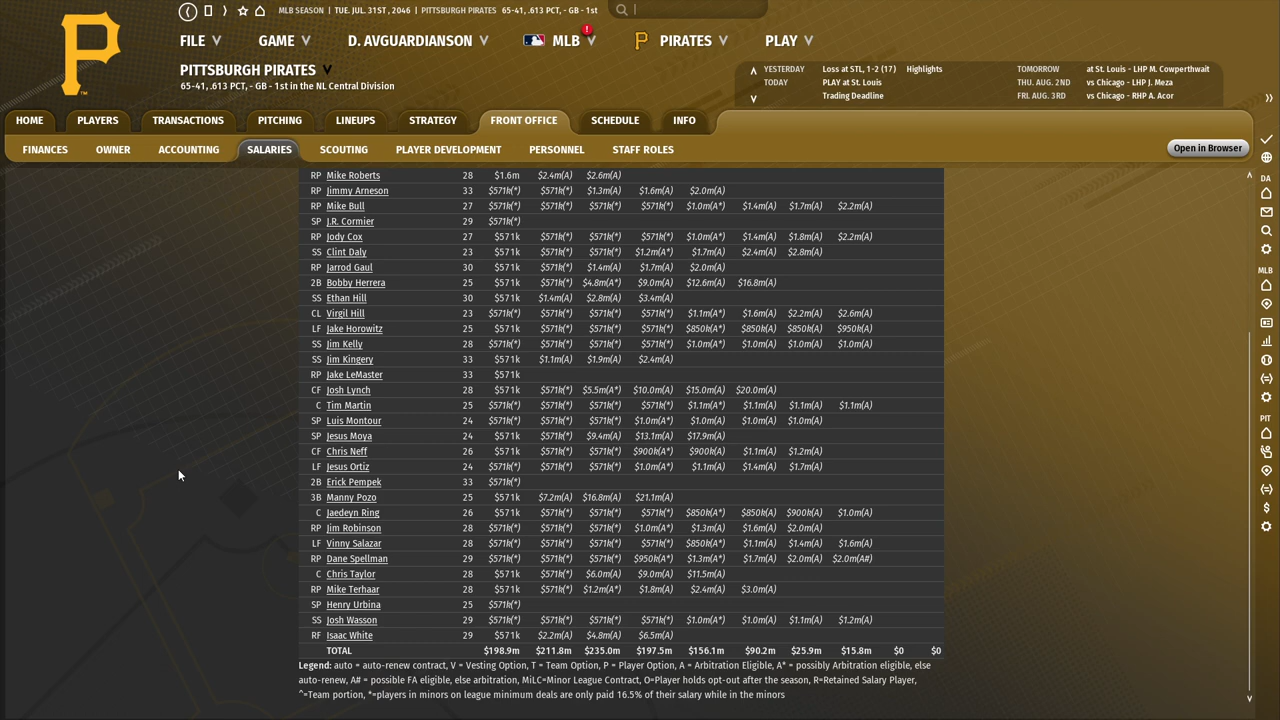 MLB SEASON | TUE. JUL. 31ST , 2046 | PITTSBURGH PIRATES 65-41, .613 PCT, - GB - 1st
FILE GAME D. AVGUARDIANSON MLB PIRATES PLAY
PITTSBURGH PIRATES
65-41, .613 PCT, - GB - 1st in the NL Central Division
YESTERDAY Loss at STL, 1-2 (17) Highlights TOMORROW at St. Louis - LHP M. Cowperthwait
TODAY PLAY at St. Louis THU. AUG. 2ND vs Chicago - LHP J. Meza
Trading Deadline FRI. AUG. 3RD vs Chicago - RHP A. Acor
HOME PLAYERS TRANSACTIONS PITCHING LINEUPS STRATEGY FRONT OFFICE SCHEDULE INFO
FINANCES OWNER ACCOUNTING SALARIES SCOUTING PLAYER DEVELOPMENT PERSONNEL STAFF ROLES Open in Browser
RP Mike Roberts 28 $1.6m $2.4m(A) $2.6m(A)
RP Jimmy Arneson 33 $571k(*) $571k(*) $1.3m(A) $1.6m(A) $2.0m(A)
RP Mike Bull 27 $571k(*) $571k(*) $571k(*) $571k(*) $1.0m(A*) $1.4m(A) $1.7m(A) $2.2m(A)
SP J.R. Cormier 29 $571k(*)
RP Jody Cox 27 $571k $571k(*) $571k(*) $571k(*) $1.0m(A*) $1.4m(A) $1.8m(A) $2.2m(A)
SS Clint Daly 23 $571k $571k(*) $571k(*) $1.2m(A*) $1.7m(A) $2.4m(A) $2.8m(A)
RP Jarrod Gaul 30 $571k $571k(*) $1.4m(A) $1.7m(A) $2.0m(A)
2B Bobby Herrera 25 $571k $571k(*) $4.8m(A*) $9.0m(A) $12.6m(A) $16.8m(A)
SS Ethan Hill 30 $571k $1.4m(A) $2.8m(A) $3.4m(A)
CL Virgil Hill 23 $571k(*) $571k(*) $571k(*) $571k(*) $1.1m(A*) $1.6m(A) $2.2m(A) $2.6m(A)
LF Jake Horowitz 25 $571k $571k(*) $571k(*) $571k(*) $850k(A*) $850k(A) $850k(A) $950k(A)
SS Jim Kelly 28 $571k(*) $571k(*) $571k(*) $571k(*) $1.0m(A*) $1.0m(A) $1.0m(A) $1.0m(A)
SS Jim Kingery 33 $571k $1.1m(A) $1.9m(A) $2.4m(A)
RP Jake LeMaster 33 $571k
CF Josh Lynch 28 $571k $571k(*) $5.5m(A*) $10.0m(A) $15.0m(A) $20.0m(A)
C Tim Martin 25 $571k(*) $571k(*) $571k(*) $571k(*) $1.1m(A*) $1.1m(A) $1.1m(A) $1.1m(A)
SP Luis Montour 24 $571k(*) $571k(*) $571k(*) $1.0m(A*) $1.0m(A) $1.0m(A) $1.0m(A)
SP Jesus Moya 24 $571k $571k(*) $9.4m(A) $13.1m(A) $17.9m(A)
CF Chris Neff 26 $571k $571k(*) $571k(*) $900k(A*) $900k(A) $1.1m(A) $1.2m(A)
LF Jesus Ortiz 24 $571k(*) $571k(*) $571k(*) $1.0m(A*) $1.1m(A) $1.4m(A) $1.7m(A)
2B Erick Pempek 33 $571k(*)
3B Manny Pozo 25 $571k $7.2m(A) $16.8m(A) $21.1m(A)
C Jaedeyn Ring 26 $571k $571k(*) $571k(*) $571k(*) $850k(A*) $850k(A) $900k(A) $1.0m(A)
RP Jim Robinson 28 $571k(*) $571k(*) $571k(*) $1.0m(A*) $1.3m(A) $1.6m(A) $2.0m(A)
LF Vinny Salazar 28 $571k(*) $571k(*) $571k(*) $571k(*) $850k(A*) $1.1m(A) $1.4m(A) $1.6m(A)
RP Dane Spellman 29 $571k(*) $571k(*) $571k(*) $950k(A*) $1.3m(A*) $1.7m(A) $2.0m(A) $2.0m(A#)
C Chris Taylor 28 $571k $571k(*) $6.0m(A) $9.0m(A) $11.5m(A)
RP Mike Terhaar 28 $571k $571k(*) $1.2m(A*) $1.8m(A) $2.4m(A) $3.0m(A)
SP Henry Urbina 25 $571k(*)
SS Josh Wasson 29 $571k(*) $571k(*) $571k(*) $571k(*) $1.0m(A*) $1.0m(A) $1.1m(A) $1.2m(A)
RF Isaac White 29 $571k $2.2m(A) $4.8m(A) $6.5m(A)
TOTAL $198.9m $211.8m $235.0m $197.5m $156.1m $90.2m $25.9m $15.8m $0 $0
Legend: auto = auto-renew contract, V = Vesting Option, T = Team Option, P = Player Option, A = Arbitration Eligible, A* = possibly Arbitration eligible, else
auto-renewal, A# = possible FA eligible, else arbitration, MiLC=Minor League Contract, O=Player holds opt-out after the season, R=Retained Salary Player,
^=Team portion, *=players in minors on league minimum deals are only paid 16.5% of their salary while in the minors
DA
MLB
PIT